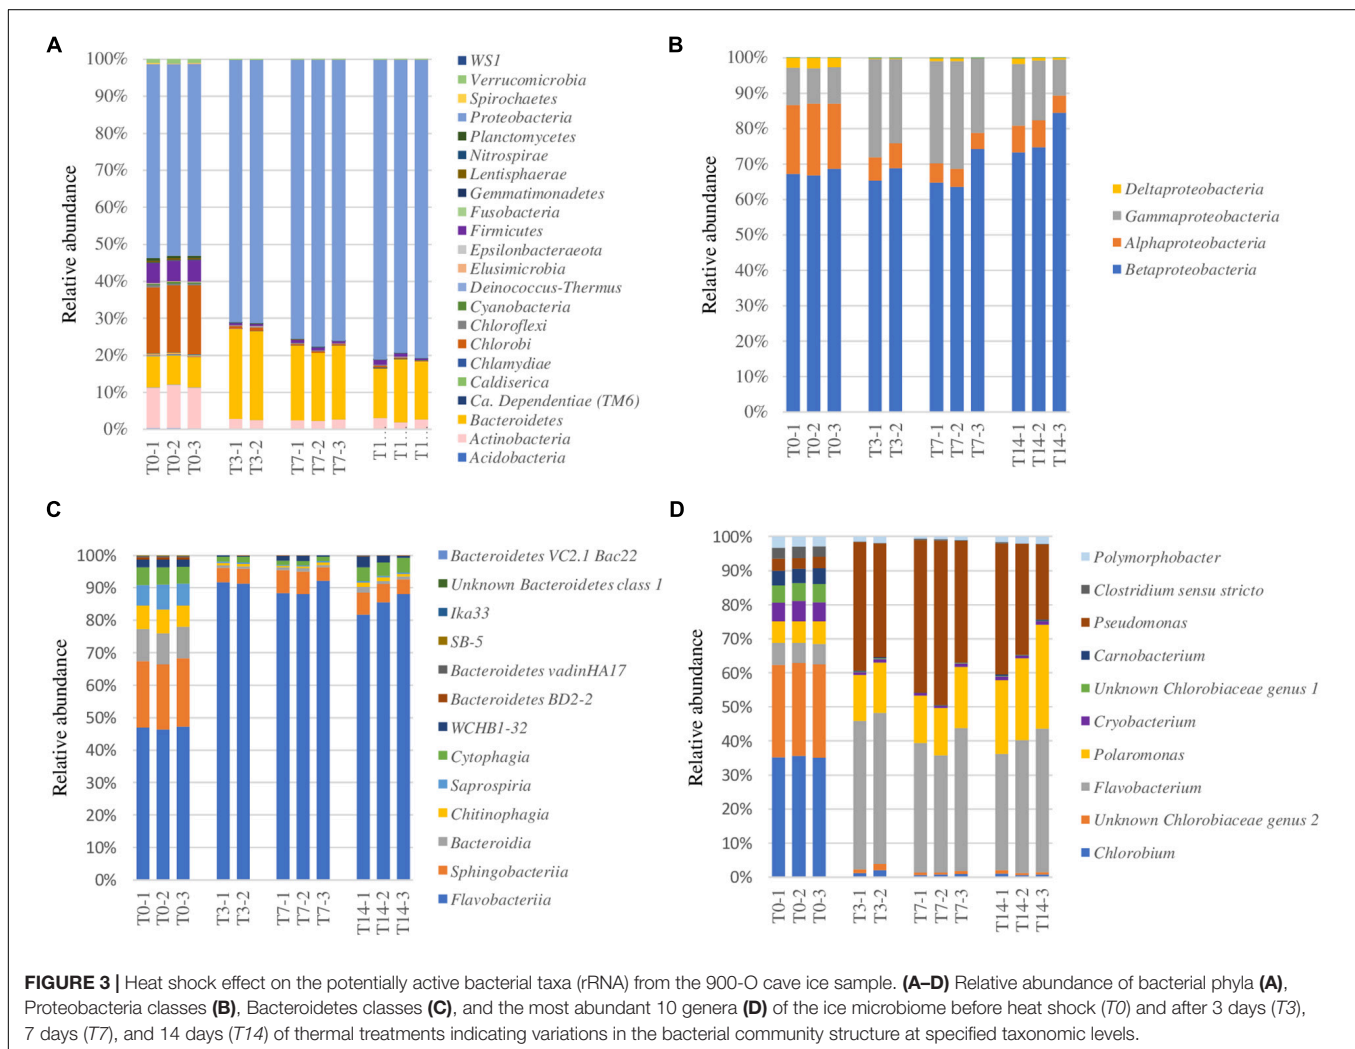 A
100%
90%
80%
70%
60%
50%
40%
30%
20%
10%
0%
Relative abundance
T0-1
T0-2
T0-3
T3-1
T3-2
T7-1
T7-2
T7-3
T1...
T1...
T1...
WS1
Verrucomicrobia
Spirochaetes
Proteobacteria
Planctomycetes
Nitrospirae
Lentisphaerae
Gemmatimonadetes
Fusobacteria
Firmicutes
Epsilonbacteraeota
Elusimicrobia
Deinococcus-Thermus
Cyanobacteria
Chloroflexi
Chlorobi
Chlamydiae
Caldiserica
Ca. Dependentiae (TM6)
Bacteroidetes
Actinobacteria
Acidobacteria
B
100%
90%
80%
70%
60%
50%
40%
30%
20%
10%
0%
Relative abundance
T0-1
T0-2
T0-3
T3-1
T3-2
T7-1
T7-2
T7-3
T14-1
T14-2
T14-3
Deltaproteobacteria
Gammaproteobacteria
Alphaproteobacteria
Betaproteobacteria
C
100%
90%
80%
70%
60%
50%
40%
30%
20%
10%
0%
Relative abundance
T0-1
T0-2
T0-3
T3-1
T3-2
T7-1
T7-2
T7-3
T14-1
T14-2
T14-3
Bacteroidetes VC2.1 Bac22
Unknown Bacteroidetes class 1
Ika33
SB-5
Bacteroidetes vadinHA17
Bacteroidetes BD2-2
WCHB1-32
Cytophagia
Saprospiria
Chitinophagia
Bacteroidia
Sphingobacteriia
Flavobacteriia
D
100%
90%
80%
70%
60%
50%
40%
30%
20%
10%
0%
Relative abundance
T0-1
T0-2
T0-3
T3-1
T3-2
T7-1
T7-2
T7-3
T14-1
T14-2
T14-3
Polymorphobacter
Clostridium sensu stricto
Pseudomonas
Carnobacterium
Unknown Chlorobiaceae genus 1
Cryobacterium
Polaromonas
Flavobacterium
Unknown Chlorobiaceae genus 2
Chlorobium
FIGURE 3 | Heat shock effect on the potentially active bacterial taxa (rRNA) from the 900-O cave ice sample. (A–D) Relative abundance of bacterial phyla (A),
Proteobacteria classes (B), Bacteroidetes classes (C), and the most abundant 10 genera (D) of the ice microbiome before heat shock (T0) and after 3 days (T3),
7 days (T7), and 14 days (T14) of thermal treatments indicating variations in the bacterial community structure at specified taxonomic levels.